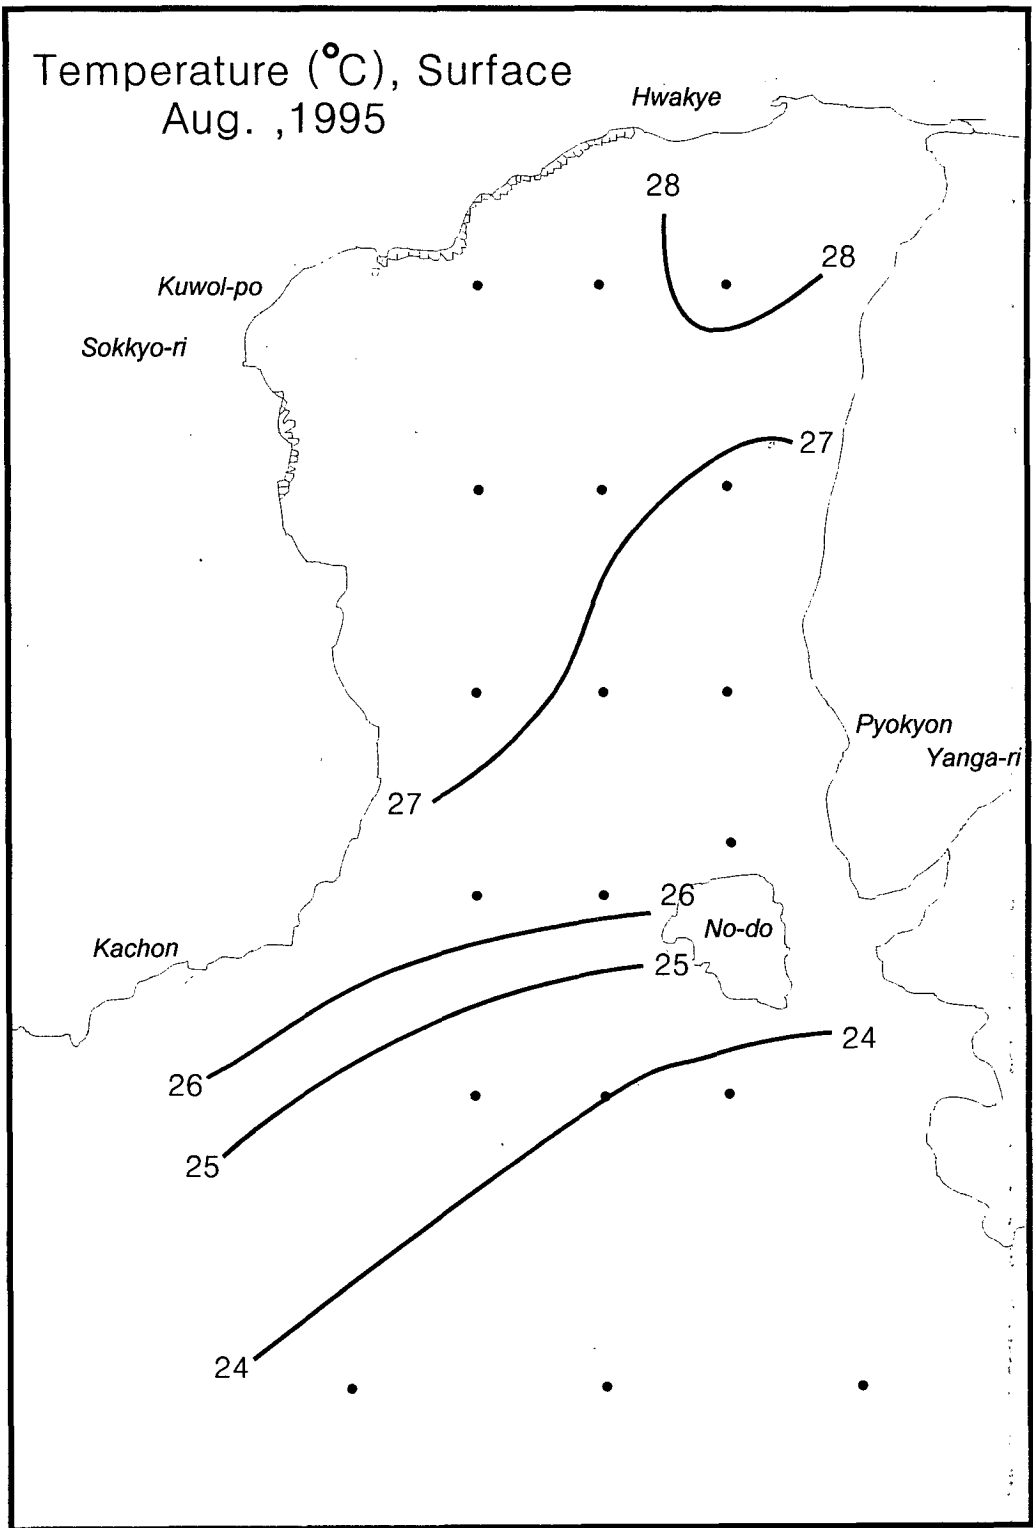 Temperature (°C), Surface
Aug. ,1995
Hwakye
28
28
Kuwol-po
Sokkyo-ri
27
Pyokyon
Yanga-ri
27
26
No-do
Kachon
25
24
26
25
24